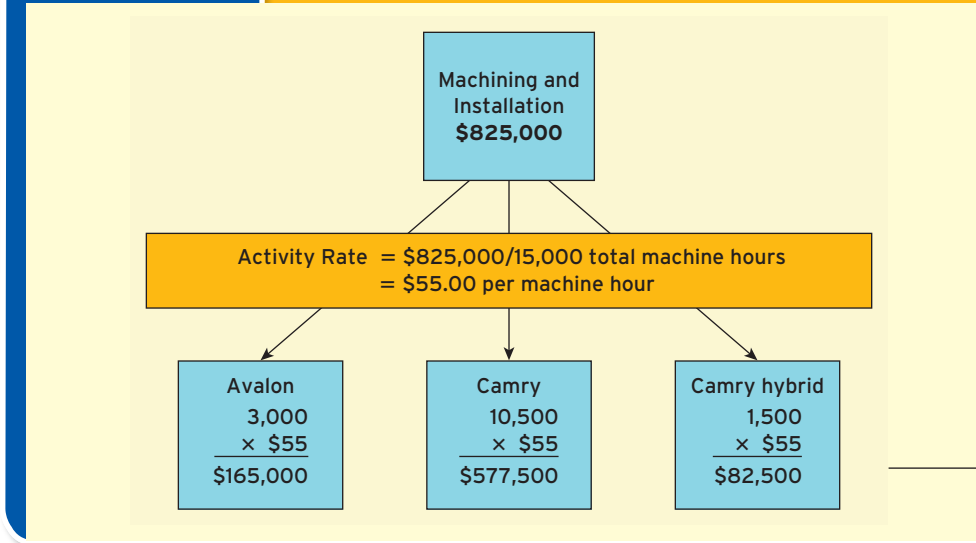 Machining and
Installation
$825,000
Activity Rate = $825,000/15,000 total machine hours
= $55.00 per machine hour
Avalon
3,000
× $55
$165,000
Camry
10,500
× $55
$577,500
Camry hybrid
1,500
× $55
$82,500